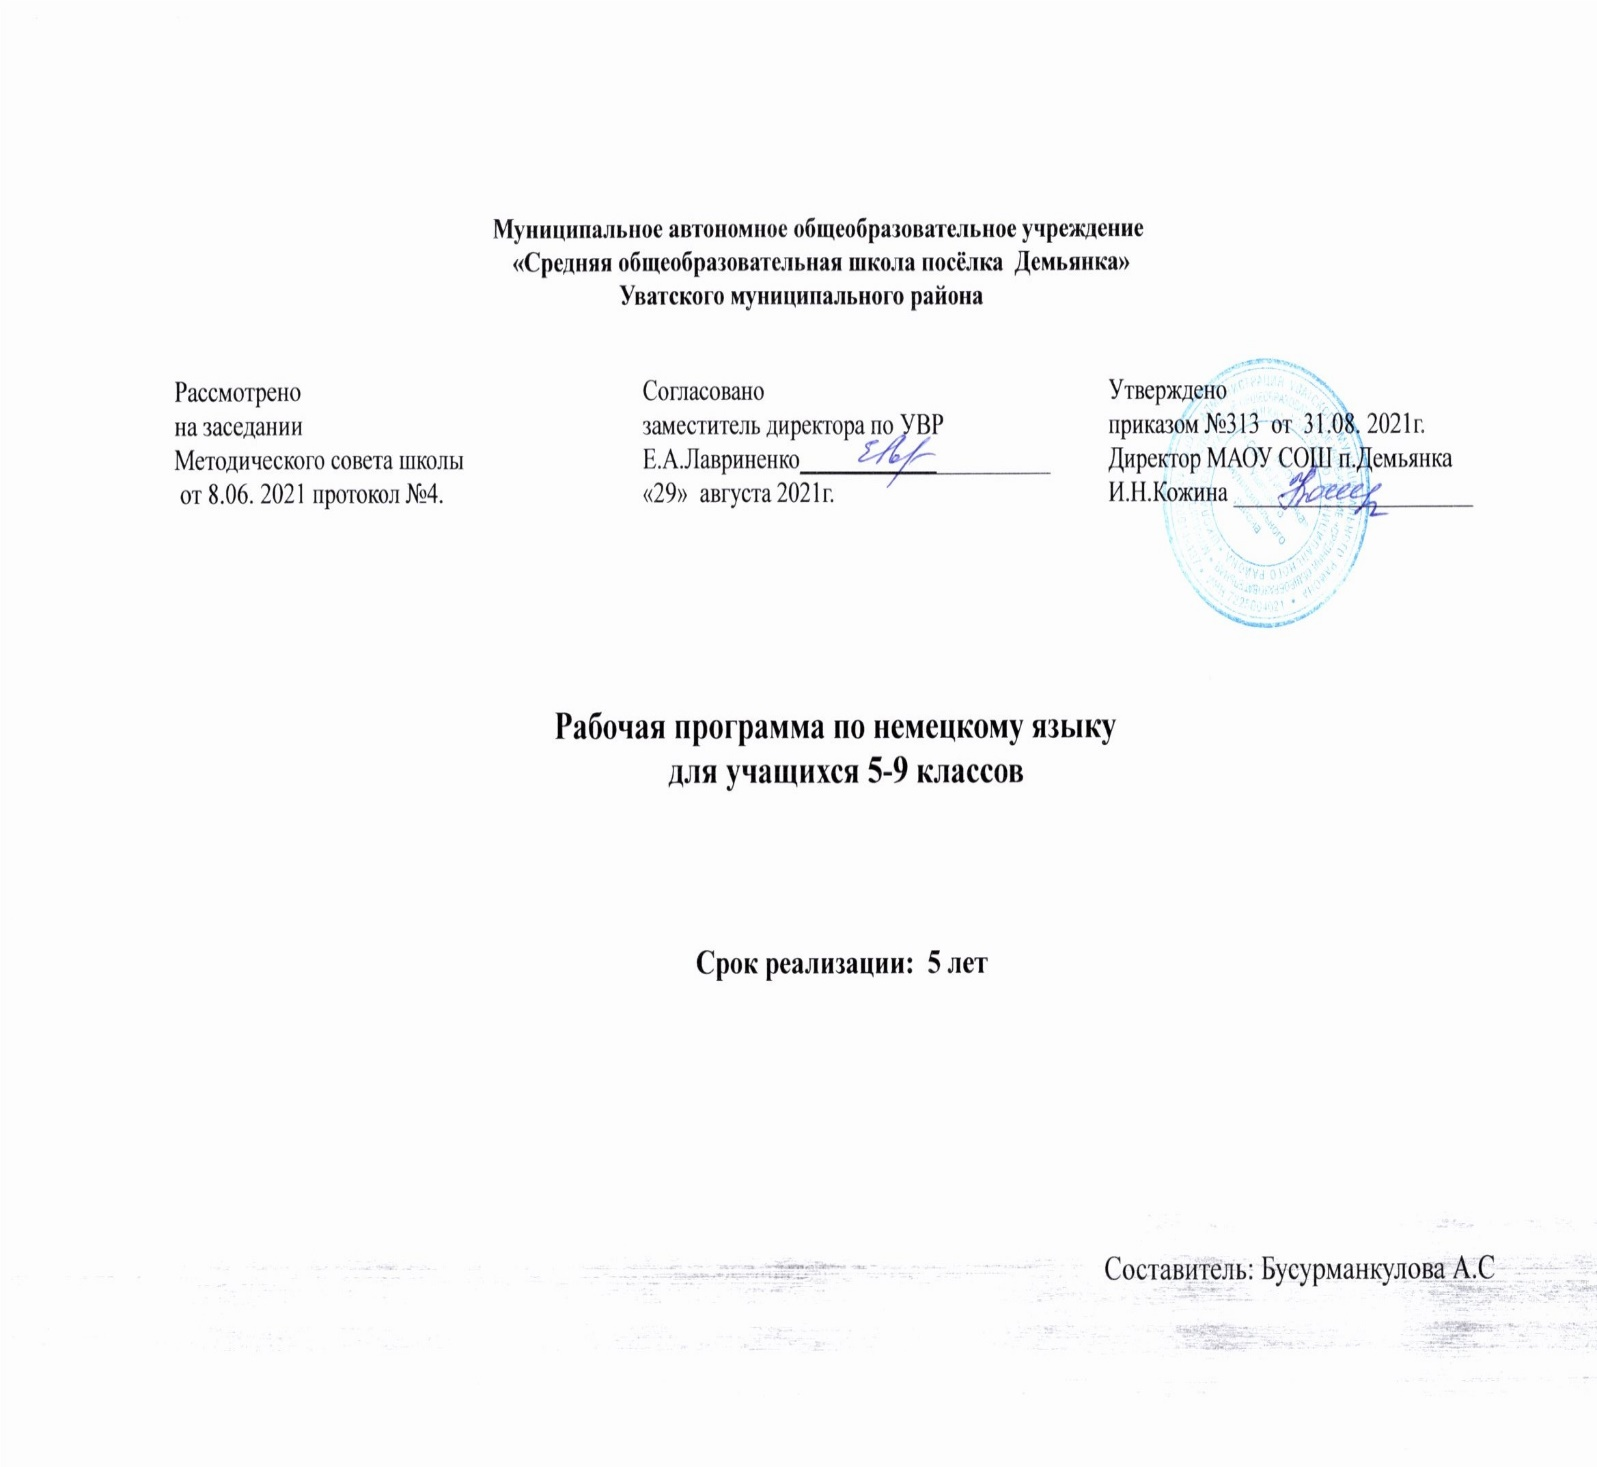 Муниципальное автономное общеобразовательное учреждение
«Средняя общеобразовательная школа посёлка Демьянка»
Уватского муниципального района
Рассмотрено
на заседании
Методического совета школы
от 8.06. 2021 протокол №4.
Согласовано
заместитель директора по УВР
Е.А.Лавриненко
«29» августа 2021г.
Утверждено
приказом №313 от 31.08. 2021г.
Директор МАОУ СОШ п.Демьянка
И.Н.Кожина
Рабочая программа по немецкому языку
для учащихся 5-9 классов
Срок реализации: 5 лет
Составитель: Бусурманкулова А.С